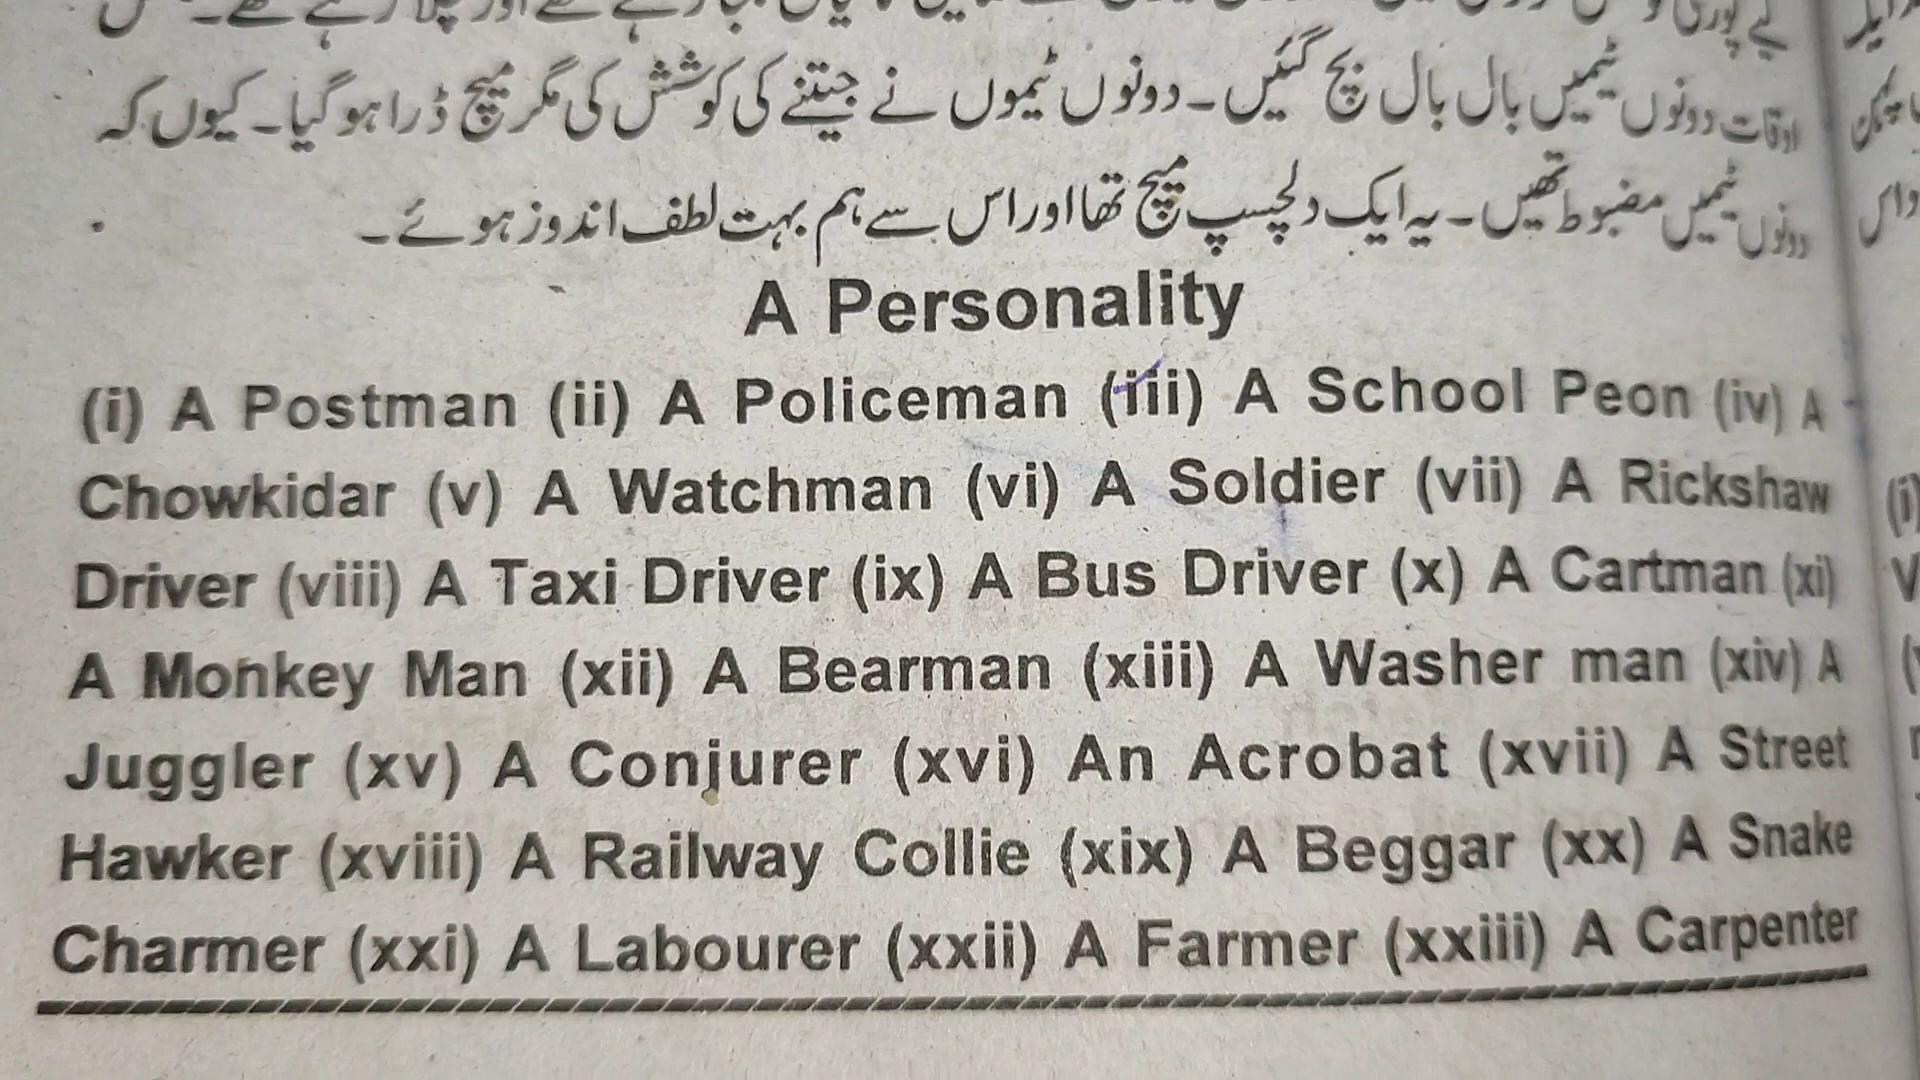 اوقات دونوں ٹیمیں بال بال بچ گئیں۔ دونوں ٹیموں نے جیتنے کی کوشش کی مگر میچ ڈرا ہو گیا۔ کیوں کہ
دونوں ٹیمیں مضبوط تھیں۔ یہ ایک دلچسپ میچ تھا اور اس سے ہم بہت لطف اندوز ہوئے۔
A Personality
(i) A Postman (ii) A Policeman (iii) A School Peon (iv) A
Chowkidar (v) A Watchman (vi) A Soldier (vii) A Rickshaw
Driver (viii) A Taxi Driver (ix) A Bus Driver (x) A Cartman (xi)
A Monkey Man (xii) A Bearman (xiii) A Washer man (xiv) A
Juggler (xv) A Conjurer (xvi) An Acrobat (xvii) A Street
Hawker (xviii) A Railway Collie (xix) A Beggar (xx) A Snake
Charmer (xxi) A Labourer (xxii) A Farmer (xxiii) A Carpenter